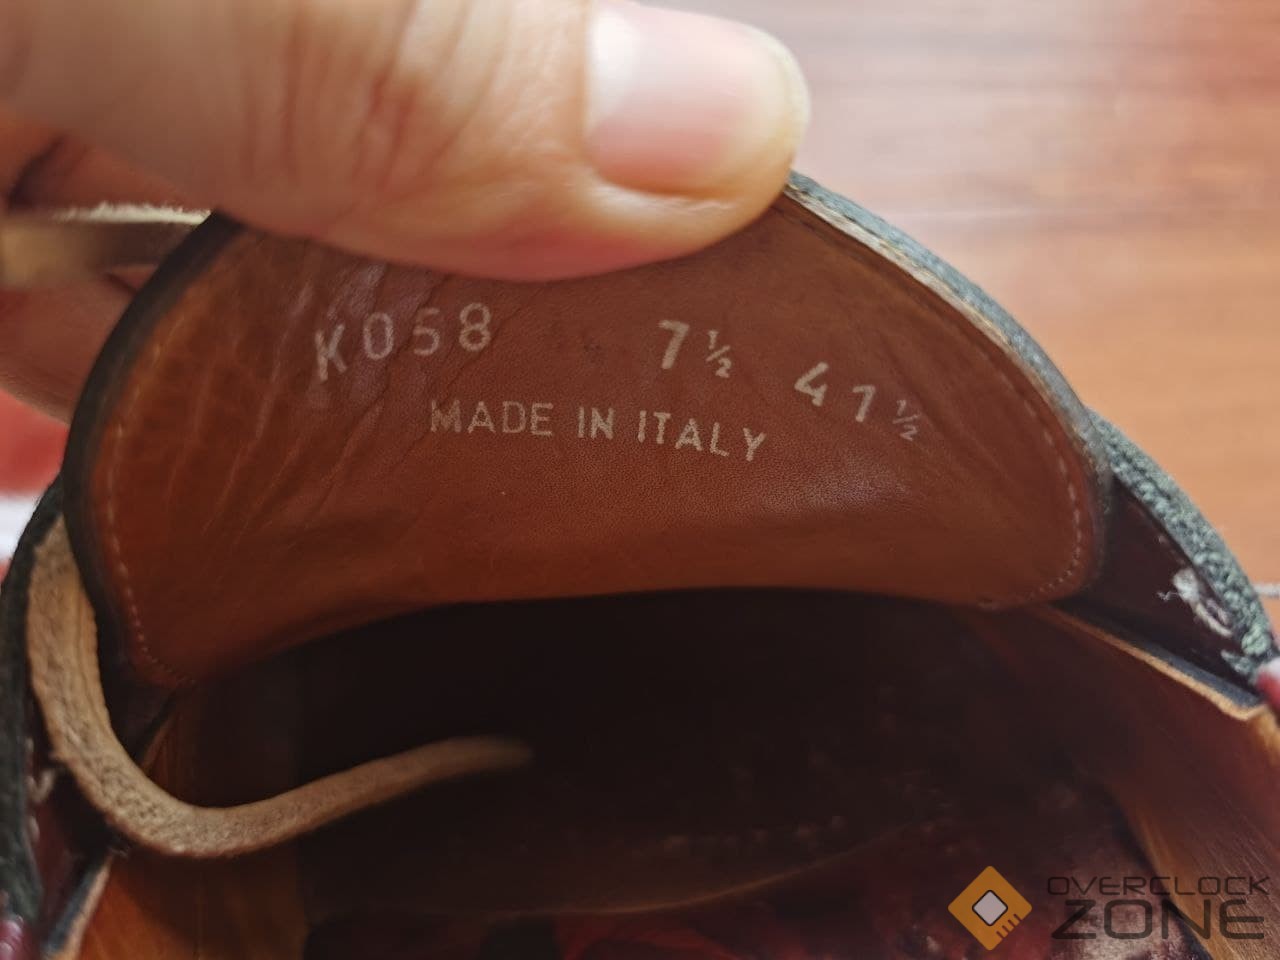 K058 7½ 41½
MADE IN ITALY
OVERCLOCK
ZONE